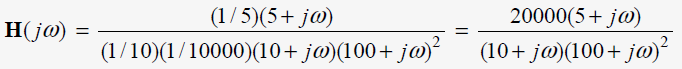 H(jω) = (1/5)(5+jω) / (1/10)(1/10000)(10+jω)(100+jω)² = 20000(5+jω) / (10+jω)(100+jω)²